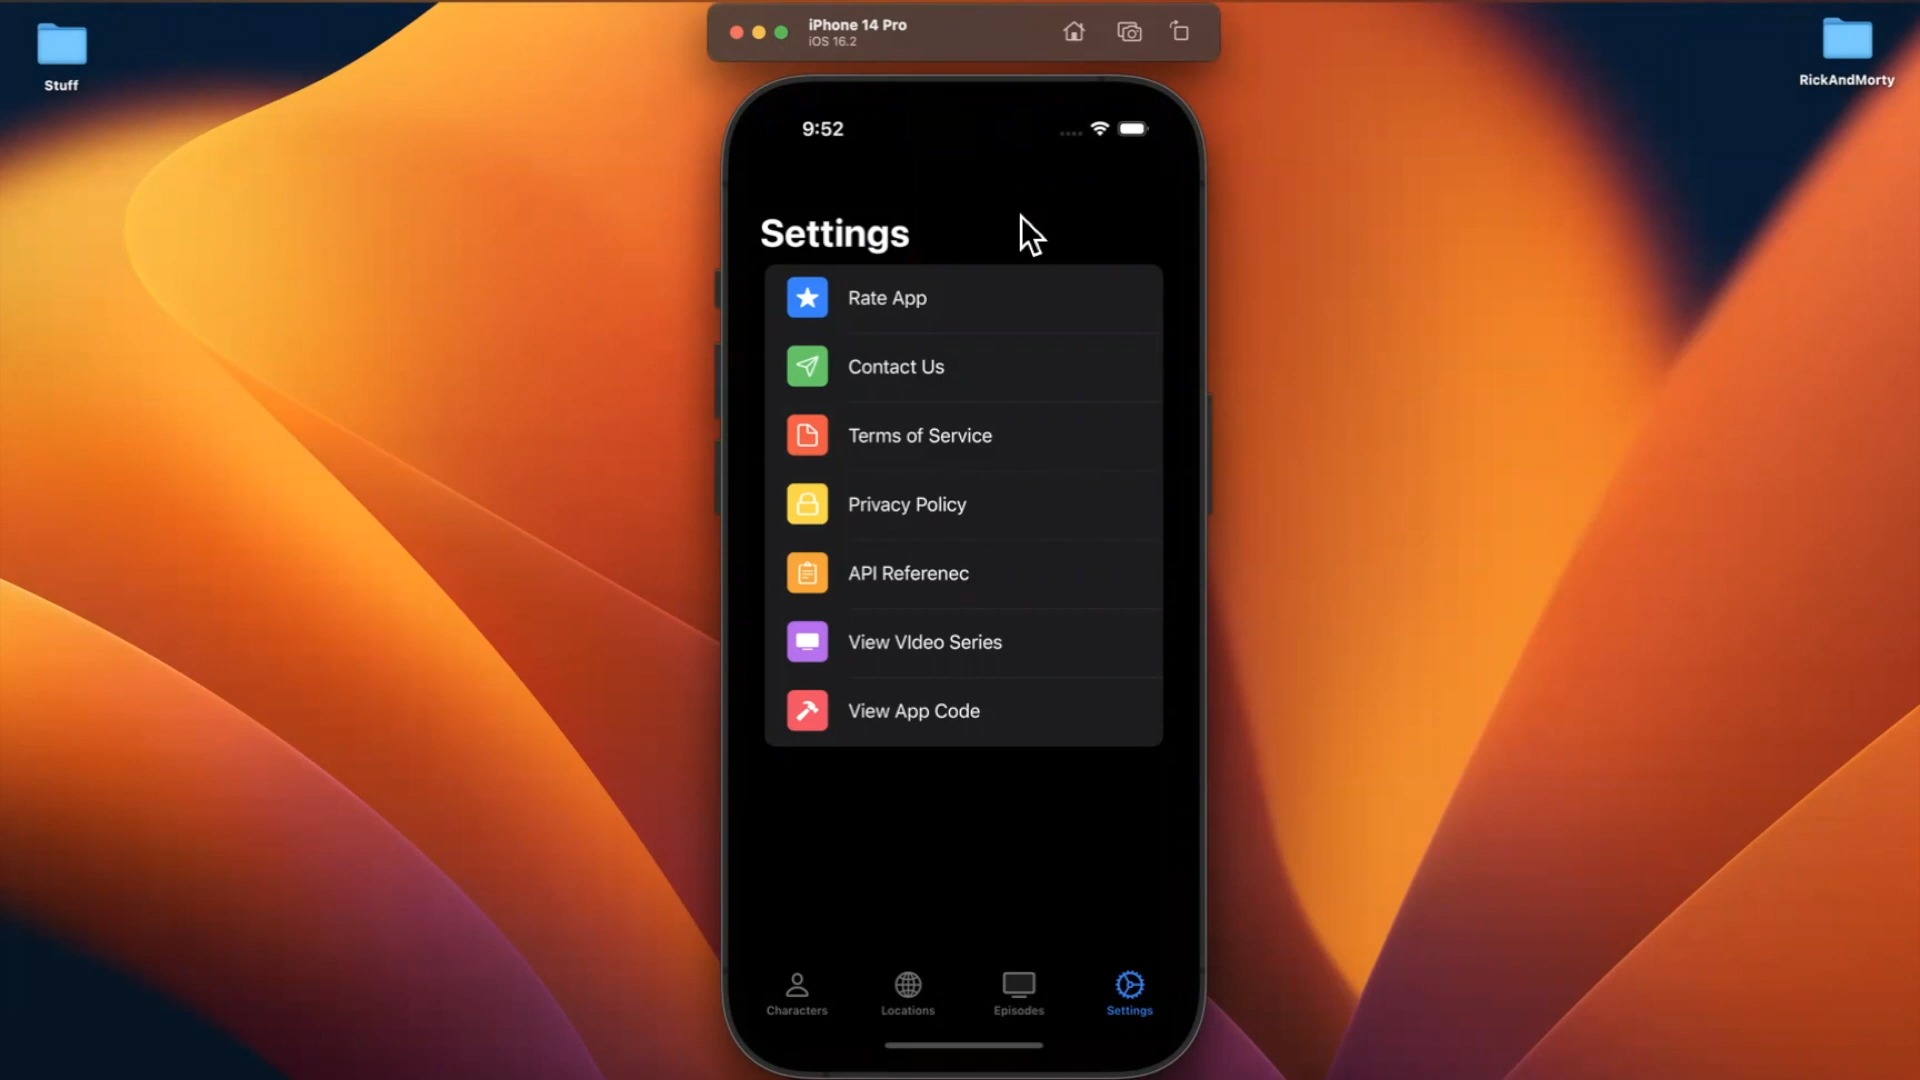 Stuff
iPhone 14 Pro
iOS 16.2
RickAndMorty
9:52
Settings
Rate App
Contact Us
Terms of Service
Privacy Policy
API Referenec
View VIdeo Series
View App Code
Characters
Locations
Episodes
Settings